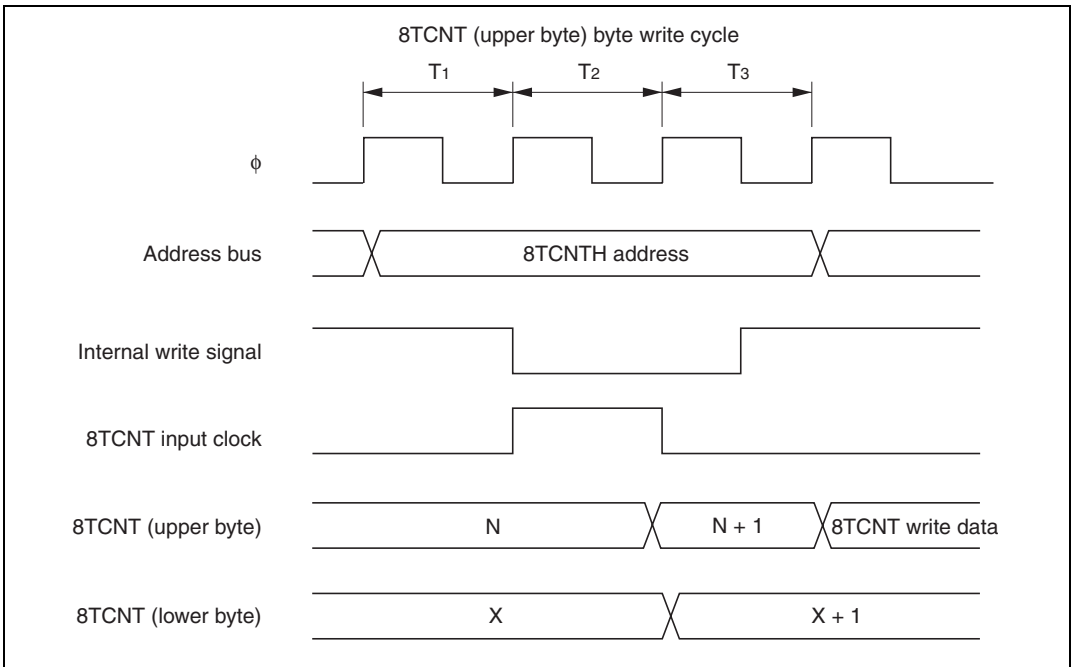 8TCNT (upper byte) byte write cycle
T1 T2 T3
ϕ
Address bus 8TCNTH address
Internal write signal
8TCNT input clock
8TCNT (upper byte) N N + 1 8TCNT write data
8TCNT (lower byte) X X + 1